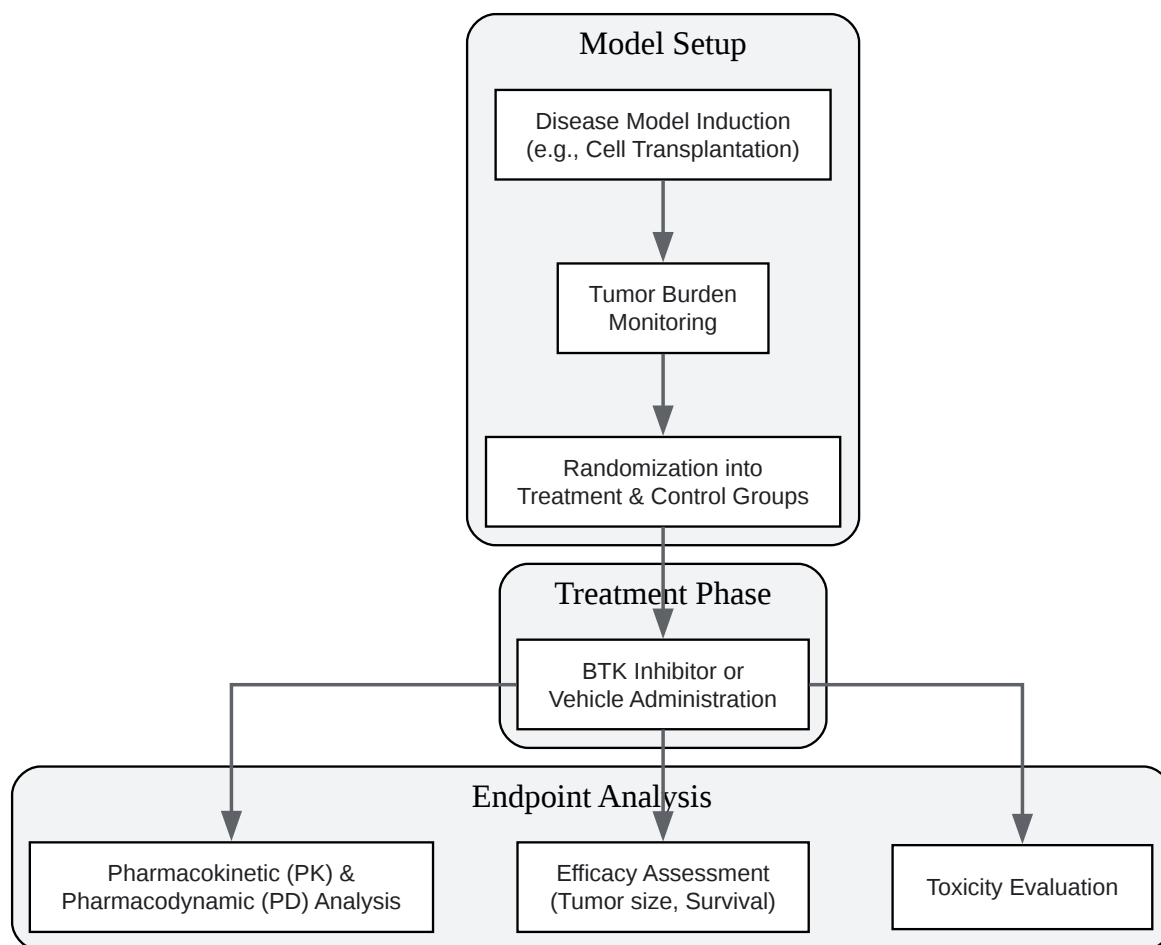 Model Setup
Disease Model Induction
(e.g., Cell Transplantation)
Tumor Burden
Monitoring
Randomization into
Treatment & Control Groups
Treatment Phase
BTK Inhibitor or
Vehicle Administration
Endpoint Analysis
Pharmacokinetic (PK) &
Pharmacodynamic (PD) Analysis
Efficacy Assessment
(Tumor size, Survival)
Toxicity Evaluation